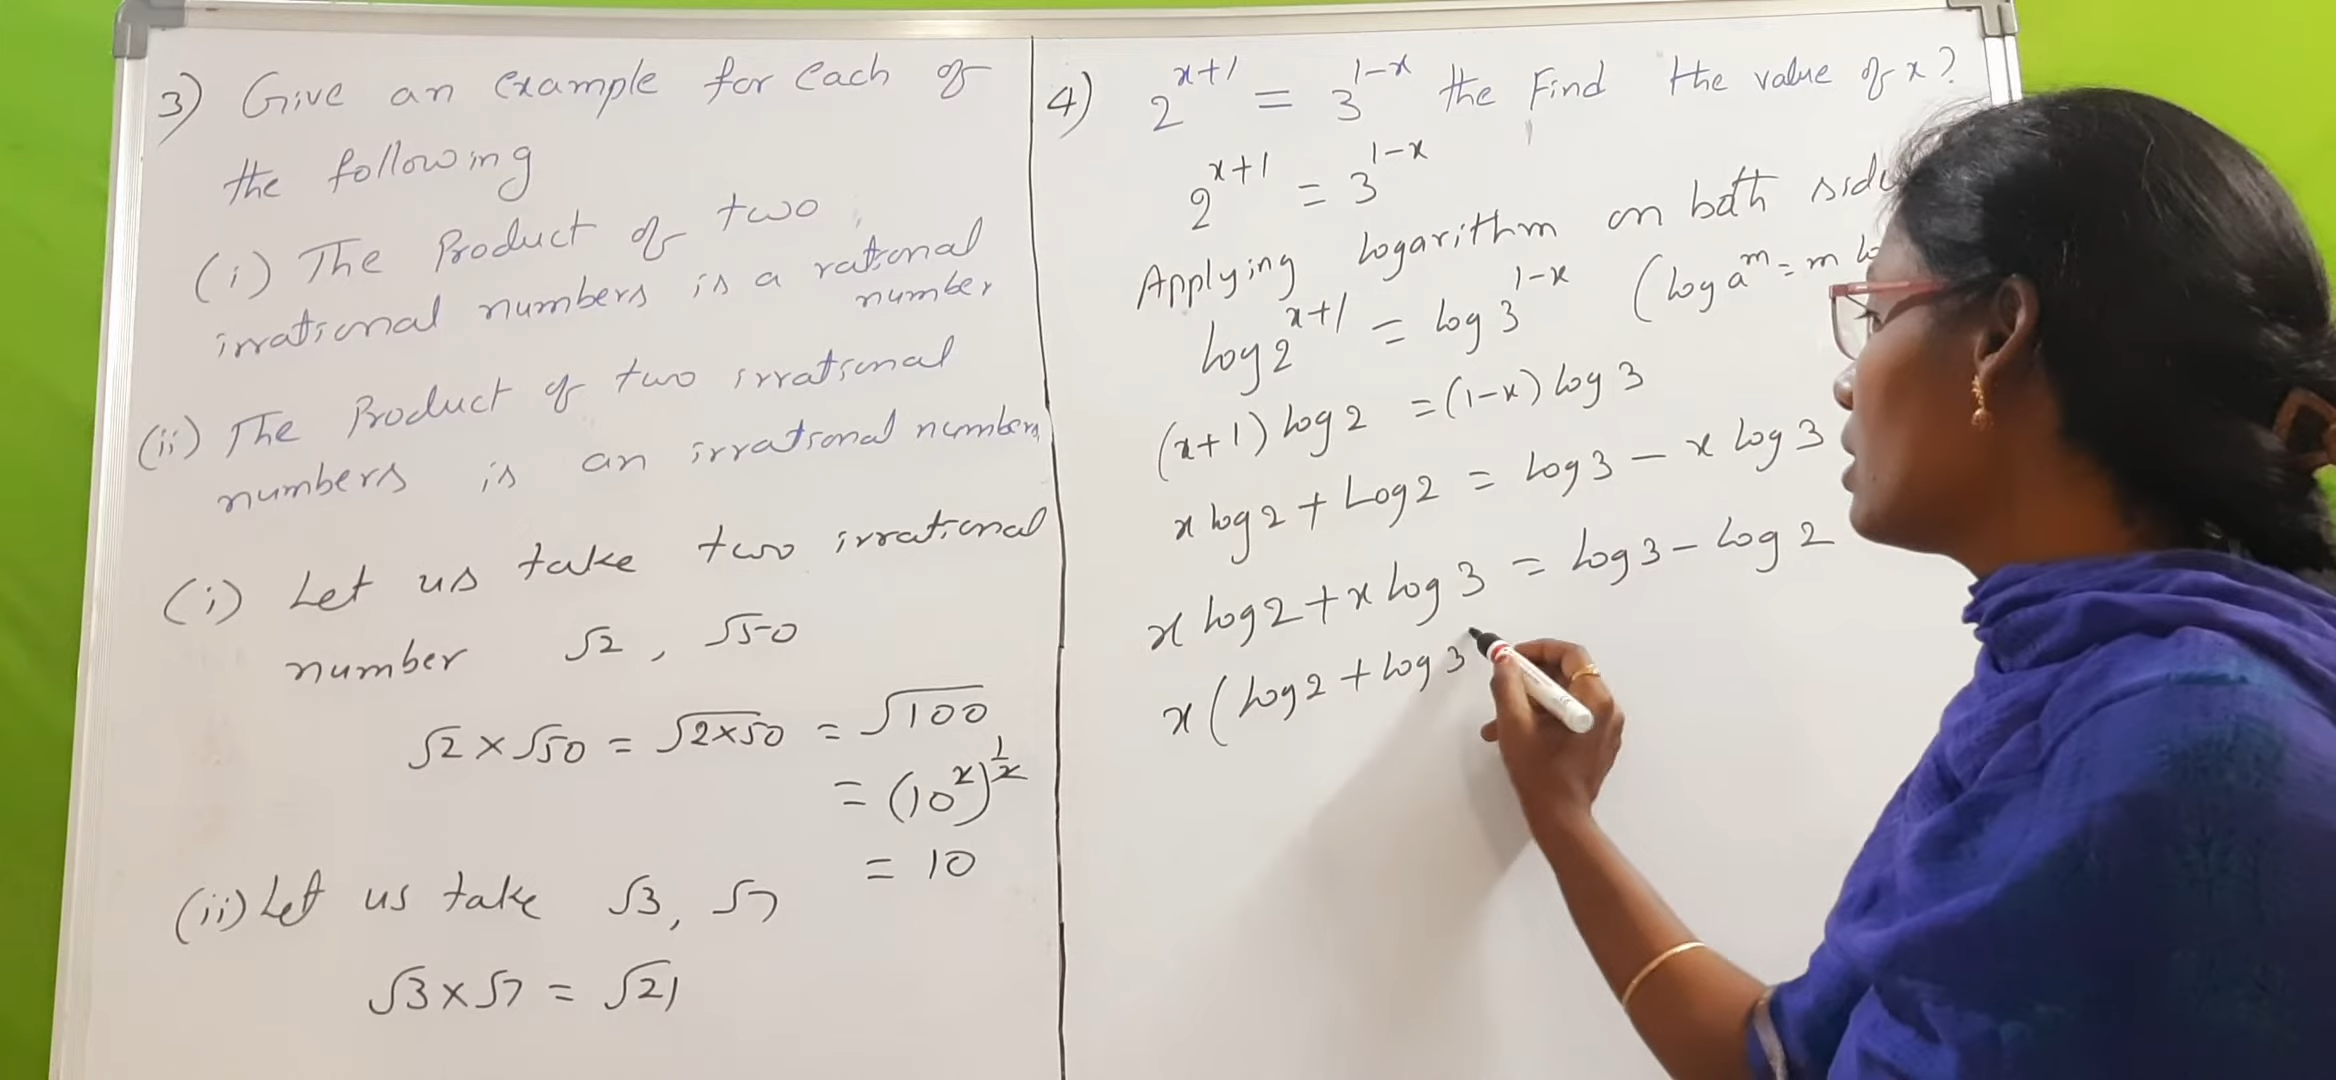 3) Give an example for each of
the following
(i) The Product of two
irrational numbers is a rational
number
(ii) The Product of two irrational
numbers is an irrational numbers
(i) Let us take two irrational
number √2, √50
√2 × √50 = √2×50 = √100
= (10²)^½
= 10
(ii) Let us take √3, √7
√3 × √7 = √21
4) 2^x+1 = 3^1-x the Find the value of x?
2^x+1 = 3^1-x
Applying logarithm on both
log 2^x+1 = log 3^1-x (log a^m = m
(x+1) log 2 = (1-x) log 3
x log 2 + Log 2 = log 3 - x log 3
x log 2 + x log 3 = log 3 - log 2
x (log 2 + log 3